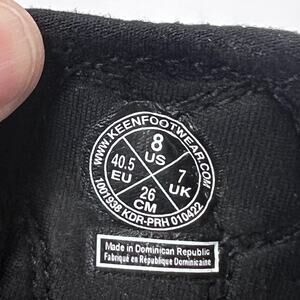 WWW.KEENFOOTWEAR.COM
8
US
40.5
EU
7
UK
26
CM
1001938 KDR-PRH 010422
Made in Dominican Republic
Fabriqué en République Dominicaine